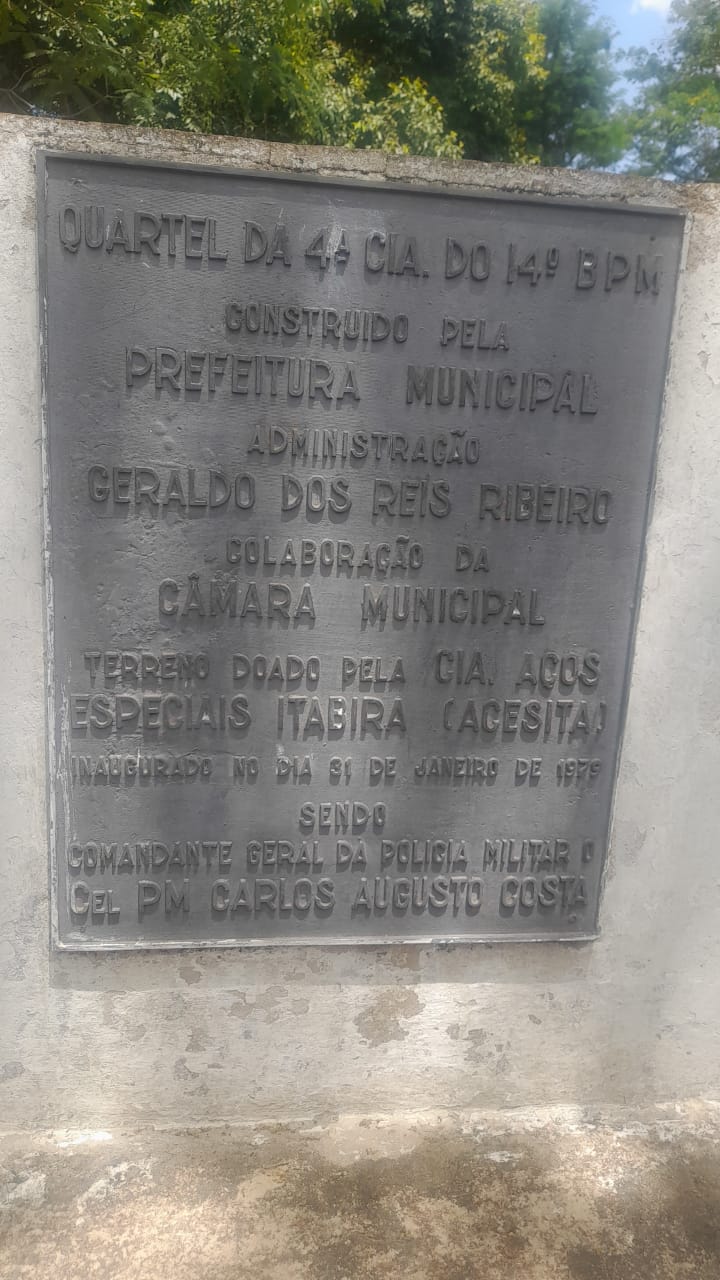 QUARTEL DA 4ª CIA. DO 14º BPM
CONSTRUIDO PELA
PREFEITURA MUNICIPAL
ADMINISTRAÇÃO
GERALDO DOS REIS RIBEIRO
COLABORAÇÃO DA
CÂMARA MUNICIPAL
TERRENO DOADO PELA CIA. AÇOS
ESPECIAIS ITABIRA (ACESITA)
INAUGURADO NO DIA 31 DE JANEIRO DE 1979
SENDO
COMANDANTE GERAL DA POLICIA MILITAR O
CEL PM CARLOS AUGUSTO COSTA